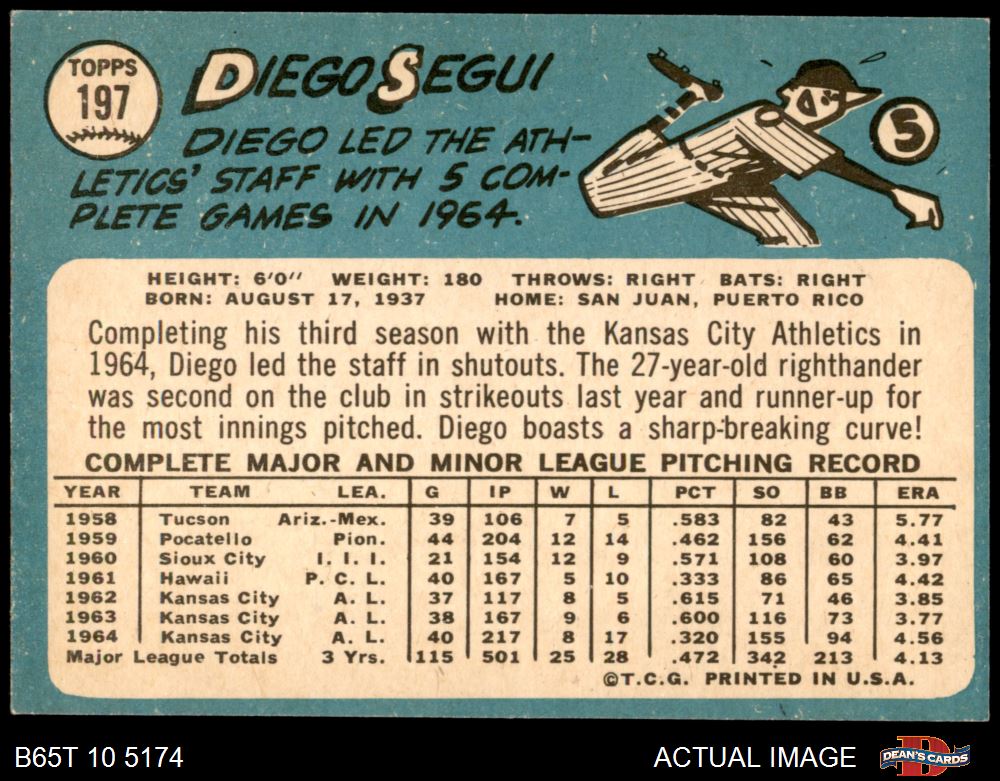 TOPPS
197
DIEGO SEGUI
DIEGO LED THE ATH-
LETICS' STAFF WITH 5 COM-
PLETE GAMES IN 1964.
5
HEIGHT: 6'0" WEIGHT: 180 THROWS: RIGHT BATS: RIGHT
BORN: AUGUST 17, 1937 HOME: SAN JUAN, PUERTO RICO
Completing his third season with the Kansas City Athletics in
1964, Diego led the staff in shutouts. The 27-year-old righthander
was second on the club in strikeouts last year and runner-up for
the most innings pitched. Diego boasts a sharp-breaking curve!
COMPLETE MAJOR AND MINOR LEAGUE PITCHING RECORD
YEAR TEAM LEA. G IP W L PCT SO BB ERA
1958 Tucson Ariz.-Mex. 39 106 7 5 .583 82 43 5.77
1959 Pocatello Pion. 44 204 12 14 .462 156 62 4.41
1960 Sioux City I. I. I. 21 154 12 9 .571 108 60 3.97
1961 Hawaii P. C. L. 40 167 5 10 .333 86 65 4.42
1962 Kansas City A. L. 37 117 8 5 .615 71 46 3.85
1963 Kansas City A. L. 38 167 9 6 .600 116 73 3.77
1964 Kansas City A. L. 40 217 8 17 .320 155 94 4.56
Major League Totals 3 Yrs. 115 501 25 28 .472 342 213 4.13
©T.C.G. PRINTED IN U.S.A.
B65T 10 5174 ACTUAL IMAGE D DEAN'S CARDS